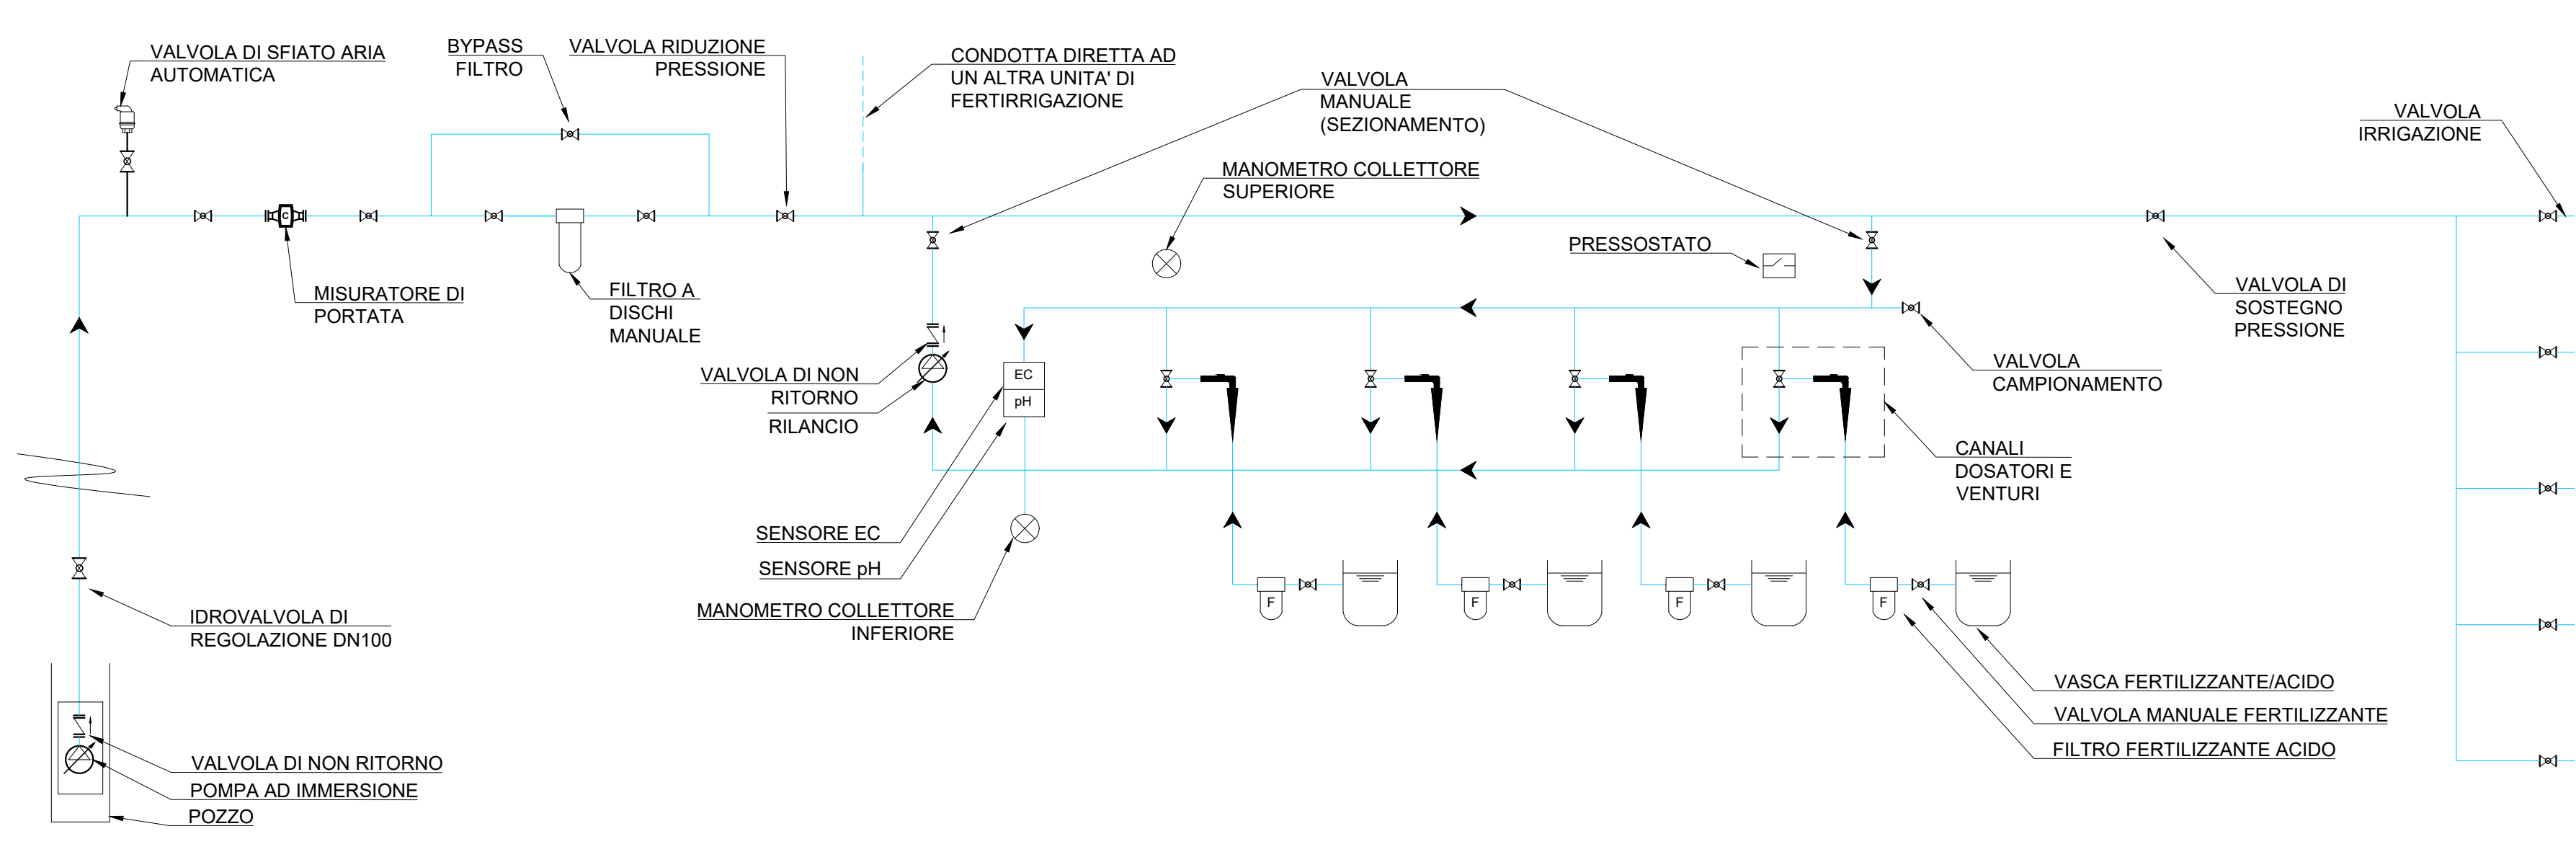 VALVOLA DI SFIATO ARIA
AUTOMATICA
BYPASS
FILTRO
VALVOLA RIDUZIONE
PRESSIONE
CONDOTTA DIRETTA AD
UN ALTRA UNITA' DI
FERTIRRIGAZIONE
VALVOLA
MANUALE
(SEZIONAMENTO)
VALVOLA
IRRIGAZIONE
MANOMETRO COLLETTORE
SUPERIORE
C
PRESSOSTATO
MISURATORE DI
PORTATA
FILTRO A
DISCHI
MANUALE
VALVOLA DI
SOSTEGNO
PRESSIONE
VALVOLA DI NON
RITORNO
RILANCIO
EC
pH
VALVOLA
CAMPIONAMENTO
CANALI
DOSATORI E
VENTURI
SENSORE EC
SENSORE pH
MANOMETRO COLLETTORE
INFERIORE
F
F
F
F
IDROVALVOLA DI
REGOLAZIONE DN100
VASCA FERTILIZZANTE/ACIDO
VALVOLA MANUALE FERTILIZZANTE
FILTRO FERTILIZZANTE ACIDO
VALVOLA DI NON RITORNO
POMPA AD IMMERSIONE
POZZO